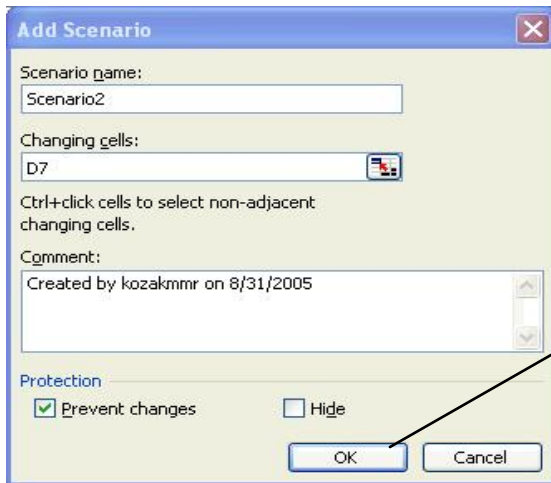 Add Scenario
Scenario name:
Scenario2
Changing cells:
D7
Ctrl+click cells to select non-adjacent
changing cells.
Comment:
Created by kozakmmr on 8/31/2005
Protection
Prevent changes Hide
OK Cancel